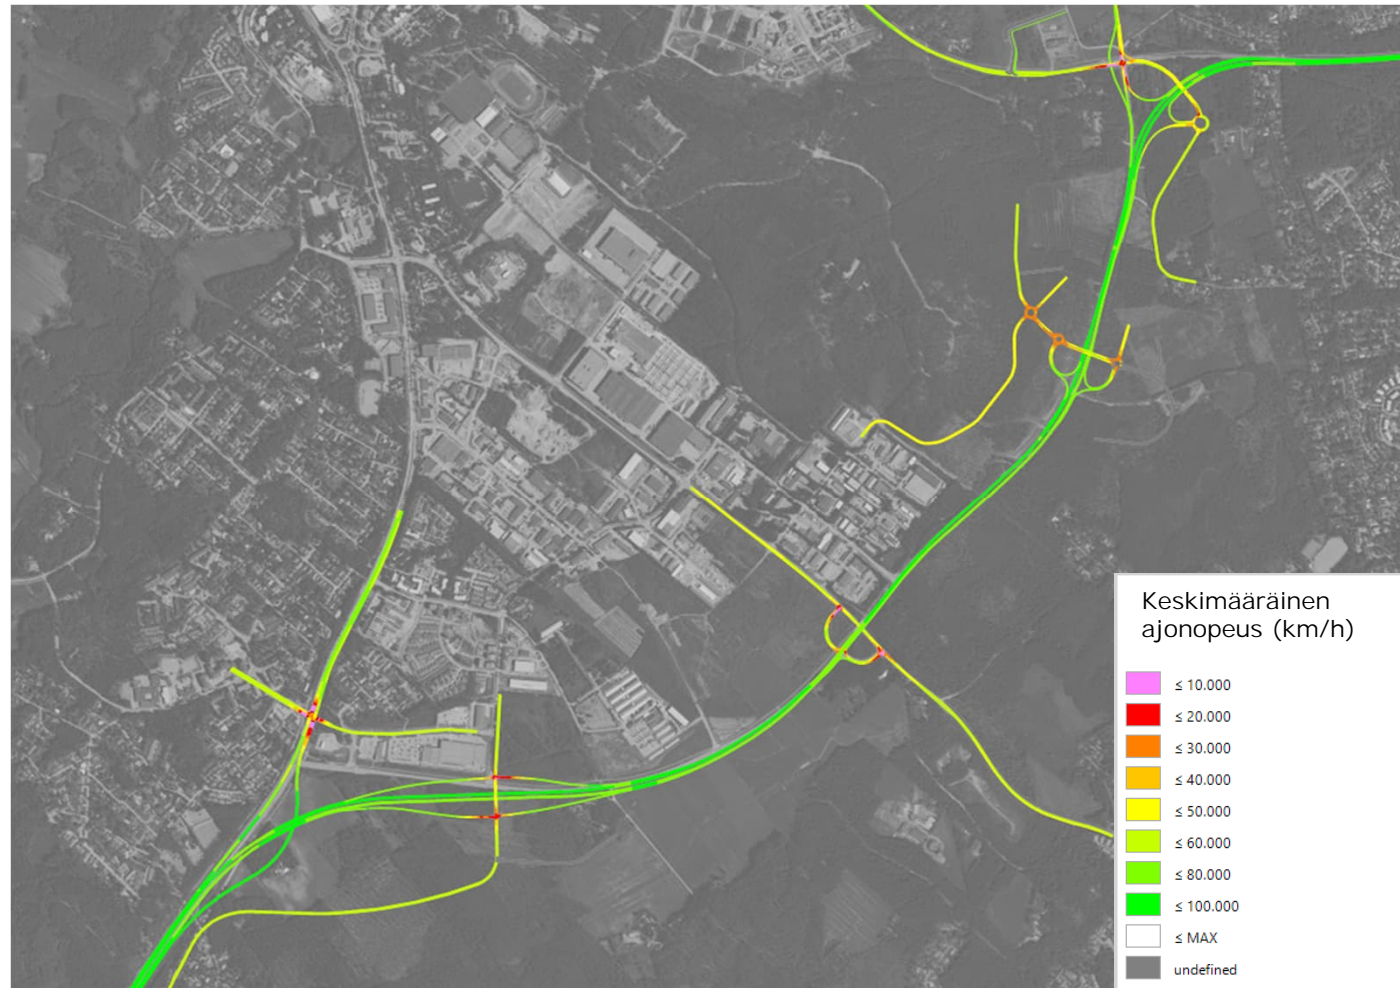 Keskimääräinen
ajonopeus (km/h)
≤ 10.000
≤ 20.000
≤ 30.000
≤ 40.000
≤ 50.000
≤ 60.000
≤ 80.000
≤ 100.000
≤ MAX
undefined